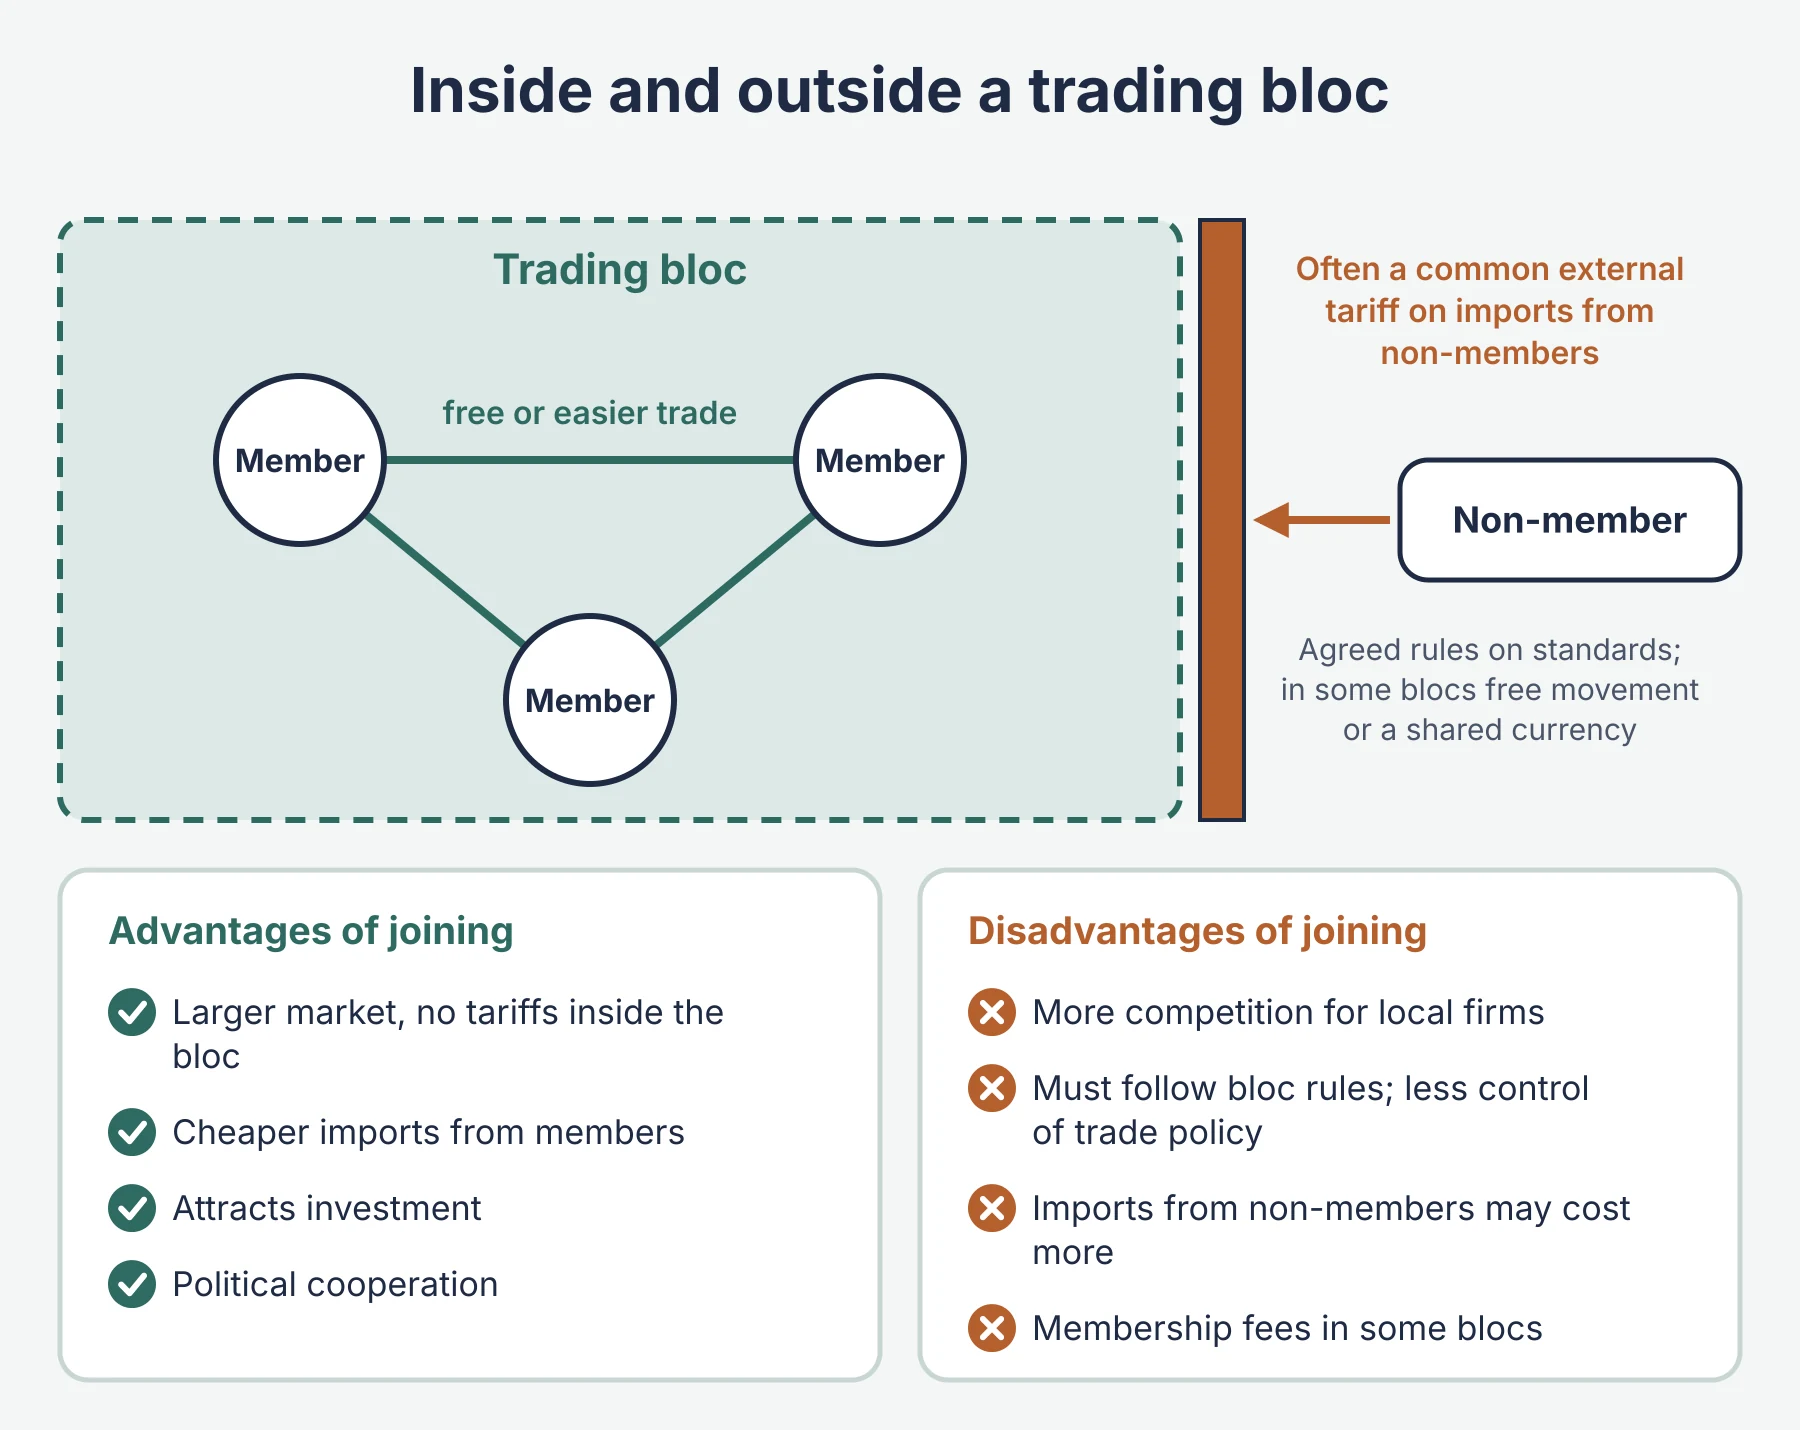 Inside and outside a trading bloc
Trading bloc
free or easier trade
Member
Member
Member
Often a common external
tariff on imports from
non-members
Non-member
Agreed rules on standards;
in some blocs free movement
or a shared currency
Advantages of joining
Larger market, no tariffs inside the
bloc
Cheaper imports from members
Attracts investment
Political cooperation
Disadvantages of joining
More competition for local firms
Must follow bloc rules; less control
of trade policy
Imports from non-members may cost
more
Membership fees in some blocs